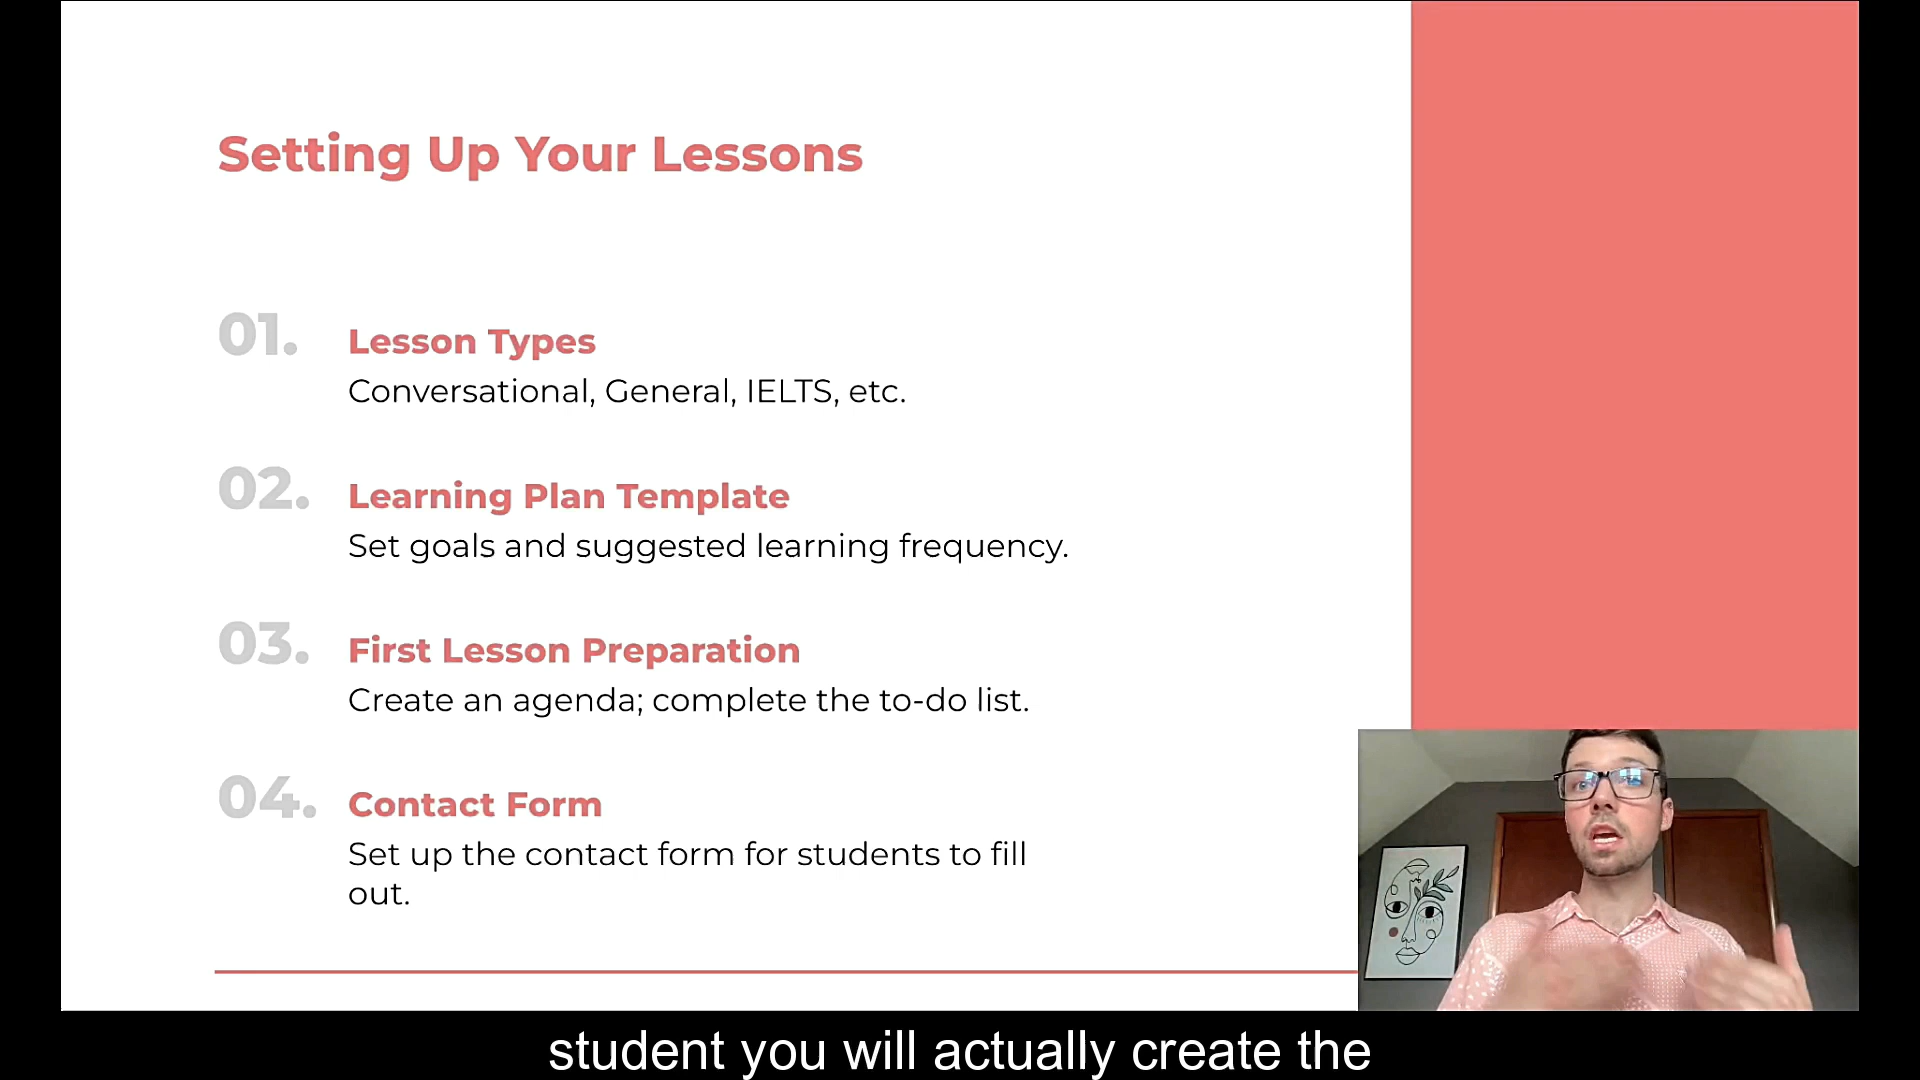 Setting Up Your Lessons
01.
Lesson Types
Conversational, General, IELTS, etc.
02.
Learning Plan Template
Set goals and suggested learning frequency.
03.
First Lesson Preparation
Create an agenda; complete the to-do list.
04.
Contact Form
Set up the contact form for students to fill
out.
student you will actually create the